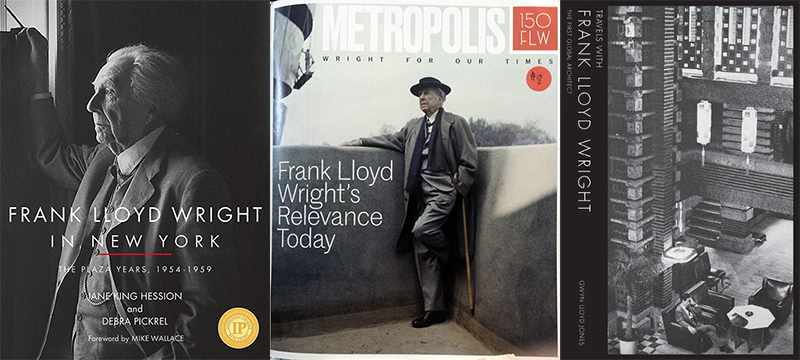 FRANK LLOYD WRIGHT
IN NEW YORK
THE PLAZA YEARS, 1954-1959
JANE KING HESSION
and
DEBRA PICKREL
Foreword by MIKE WALLACE
IP
METROPOLIS
150
FLW
WRIGHT FOR OUR TIMES
Frank Lloyd
Wright's
Relevance
Today
TRAVELS WITH
FRANK LLOYD WRIGHT
THE FIRST GLOBAL ARCHITECT
GWYN LLOYD JONES